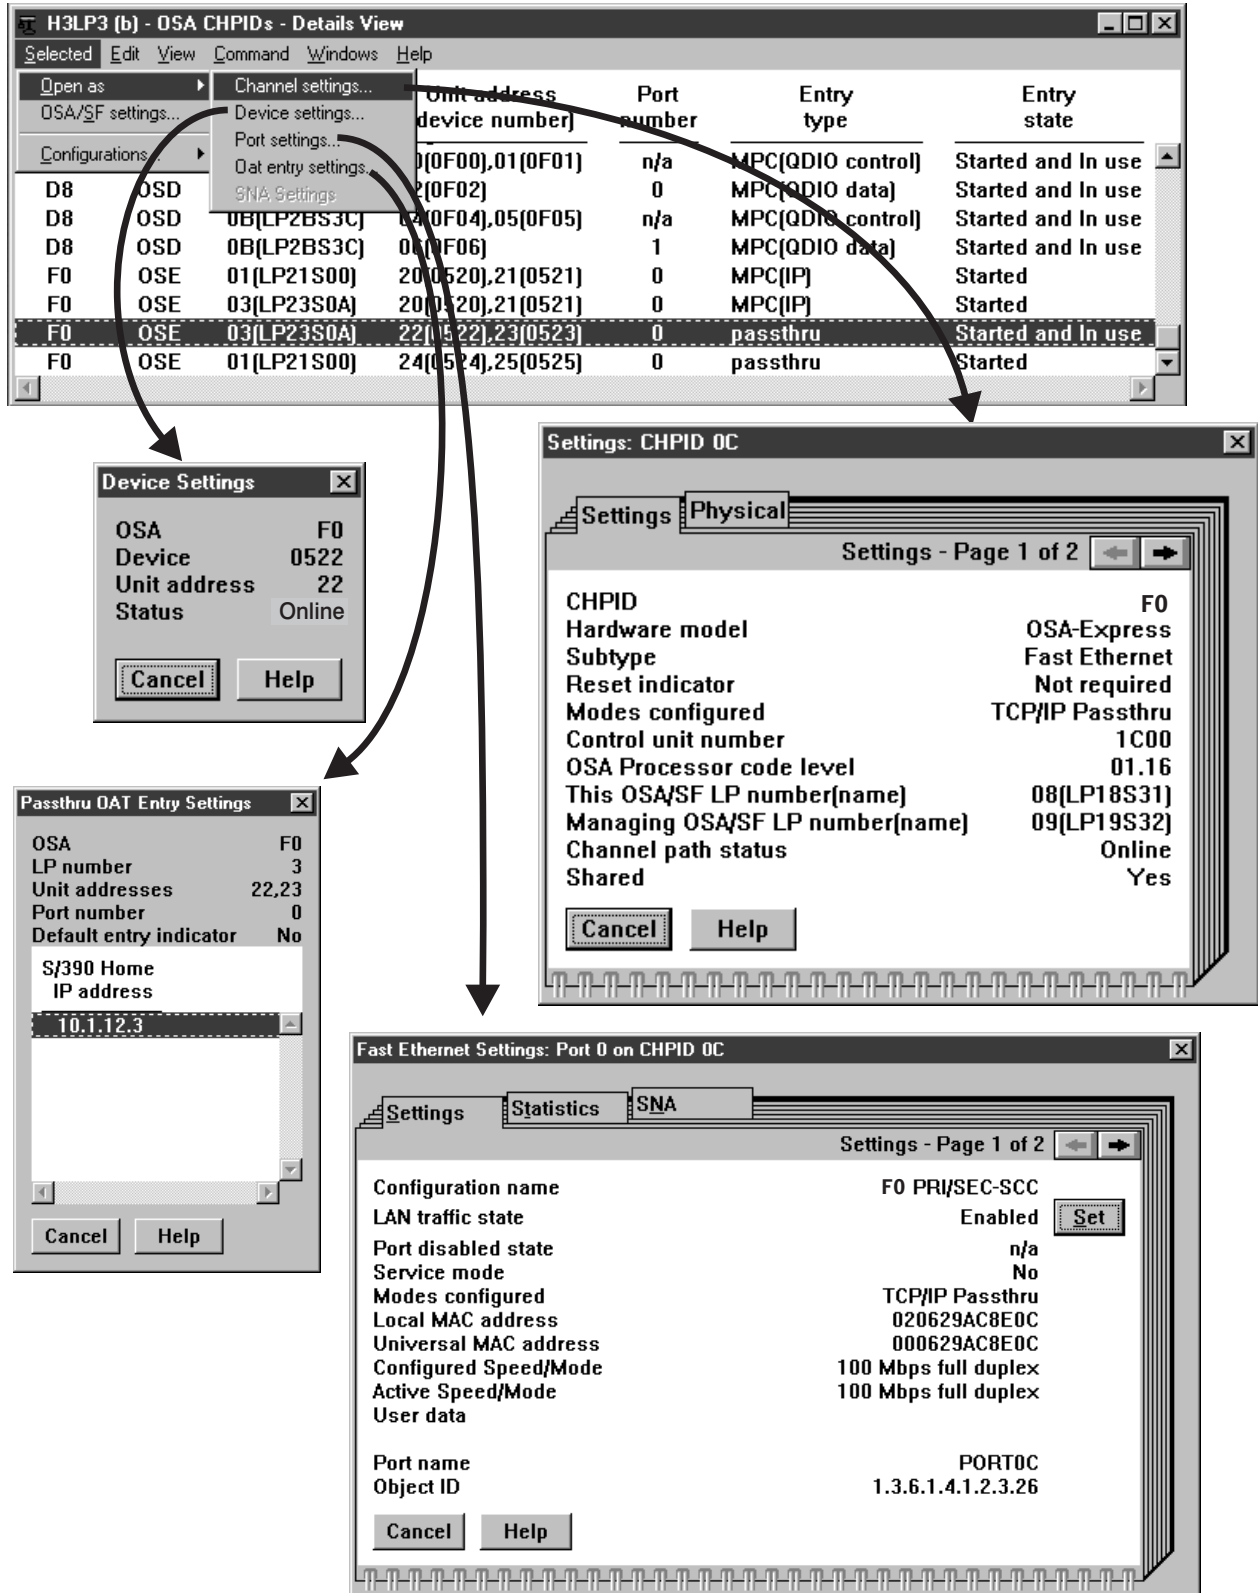 H3LP3 (b) - OSA CHPIDs - Details View
Selected Edit View Command Windows Help
Open as
OSA/SF settings...
Configurations...
Channel settings...
Device settings...
Port settings...
Oat entry settings...
SNA Settings
Unit address Port Entry Entry
device number) number type state
0(0F00),01(0F01) n/a MPC(QDIO control) Started and In use
D8 OSD 2(0F02) 0 MPC(QDIO data) Started and In use
D8 OSD 0B(LP2BS3C) 04(0F04),05(0F05) n/a MPC(QDIO control) Started and In use
D8 OSD 0B(LP2BS3C) 06(0F06) 1 MPC(QDIO data) Started and In use
F0 OSE 01(LP21S00) 20(0520),21(0521) 0 MPC(IP) Started
F0 OSE 03(LP23S0A) 20(0520),21(0521) 0 MPC(IP) Started
F0 OSE 03(LP23S0A) 22(0522),23(0523) 0 passthru Started and In use
F0 OSE 01(LP21S00) 24(0524),25(0525) 0 passthru Started
Device Settings
OSA F0
Device 0522
Unit address 22
Status Online
Cancel Help
Settings: CHPID 0C
Settings Physical
Settings - Page 1 of 2
CHPID F0
Hardware model OSA-Express
Subtype Fast Ethernet
Reset indicator Not required
Modes configured TCP/IP Passthru
Control unit number 1C00
OSA Processor code level 01.16
This OSA/SF LP number(name) 08(LP18S31)
Managing OSA/SF LP number(name) 09(LP19S32)
Channel path status Online
Shared Yes
Cancel Help
Passthru OAT Entry Settings
OSA F0
LP number 3
Unit addresses 22,23
Port number 0
Default entry indicator No
S/390 Home
IP address
10.1.12.3
Cancel Help
Fast Ethernet Settings: Port 0 on CHPID 0C
Settings Statistics SNA
Settings - Page 1 of 2
Configuration name F0 PRI/SEC-SCC
LAN traffic state Enabled Set
Port disabled state n/a
Service mode No
Modes configured TCP/IP Passthru
Local MAC address 020629AC8E0C
Universal MAC address 000629AC8E0C
Configured Speed/Mode 100 Mbps full duplex
Active Speed/Mode 100 Mbps full duplex
User data
Port name PORT0C
Object ID 1.3.6.1.4.1.2.3.26
Cancel Help